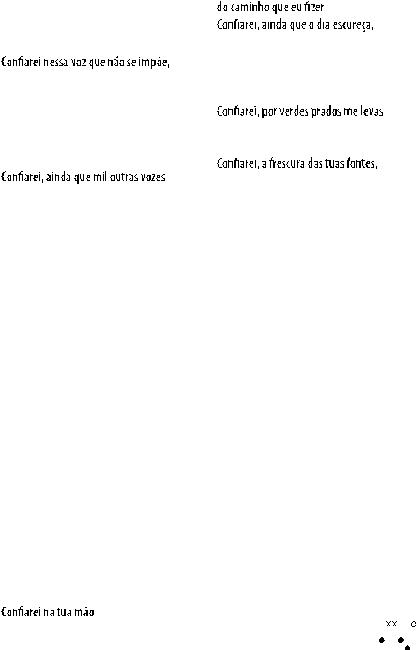 Confiarei nessa voz que não se impõe,
Confiarei, ainda que mil outras vozes
Confiarei na tua mão
do caminho que eu fizer
Confiarei, ainda que o dia escureça,
Confiarei, por verdes prados me levas
Confiarei, a frescura das tuas fontes,
xx o